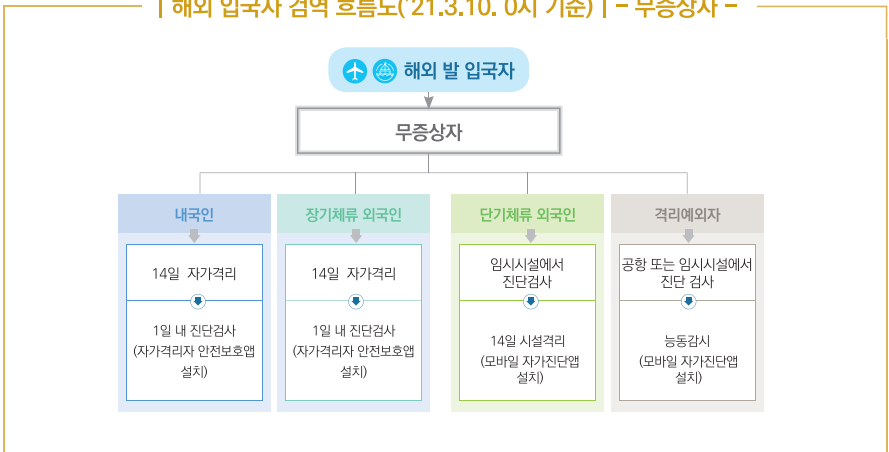 | 해외 입국자 검역 흐름도('21.3.10. 0시 기준) | - 무증상자 -
해외 발 입국자
무증상자
내국인
14일 자가격리
1일 내 진단검사
(자가격리자 안전보호앱
설치)
장기체류 외국인
14일 자가격리
1일 내 진단검사
(자가격리자 안전보호앱
설치)
단기체류 외국인
임시시설에서
진단검사
14일 시설격리
(모바일 자가진단앱
설치)
격리예외자
공항 또는 임시시설에서
진단 검사
능동감시
(모바일 자가진단앱
설치)